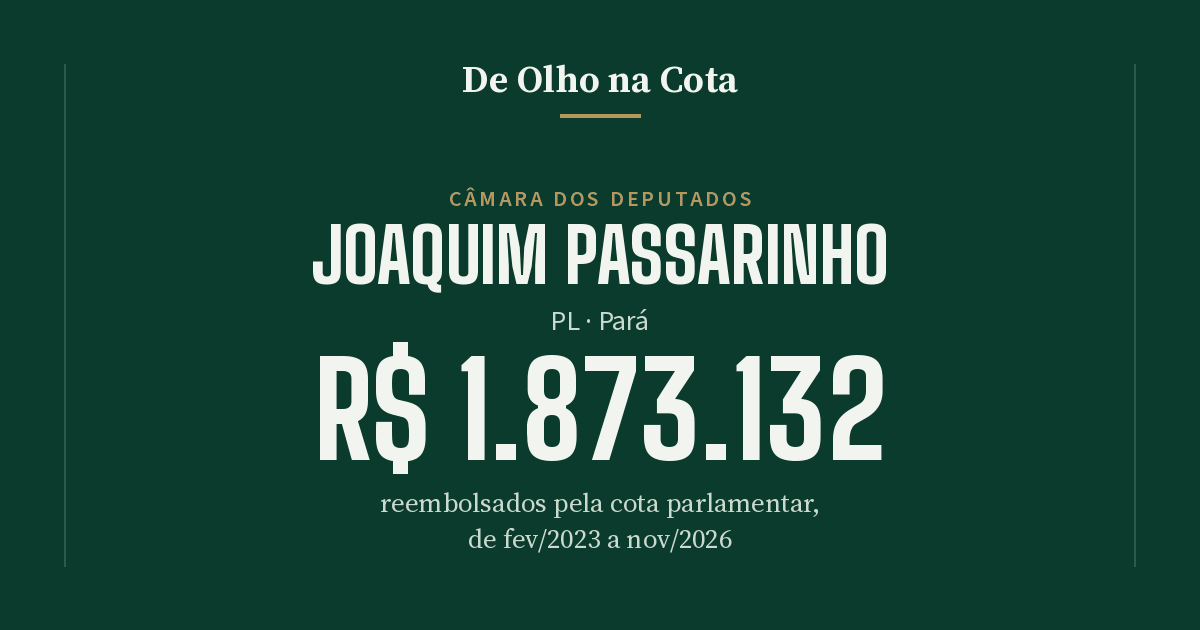 De Olho na Cota
CÂMARA DOS DEPUTADOS
JOAQUIM PASSARINHO
PL · Pará
R$ 1.873.132
reembolsados pela cota parlamentar,
de fev/2023 a nov/2026